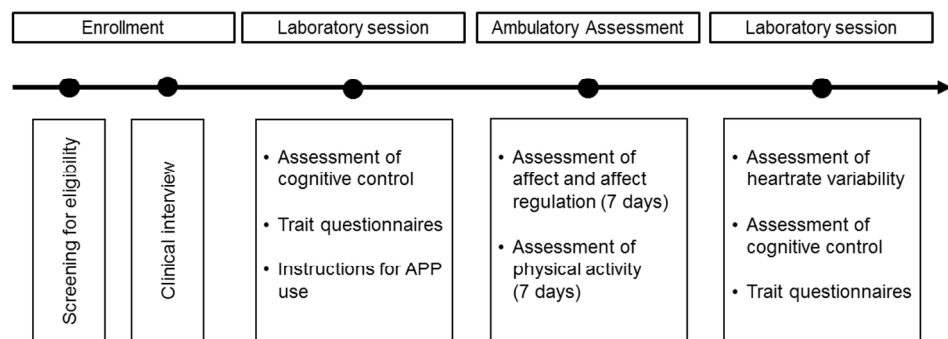 Enrollment
Laboratory session
Ambulatory Assessment
Laboratory session
Screening for eligibility
Clinical interview
• Assessment of
cognitive control
• Trait questionnaires
• Instructions for APP
use
• Assessment of
affect and affect
regulation (7 days)
• Assessment of
physical activity
(7 days)
• Assessment of
heartrate variability
• Assessment of
cognitive control
• Trait questionnaires